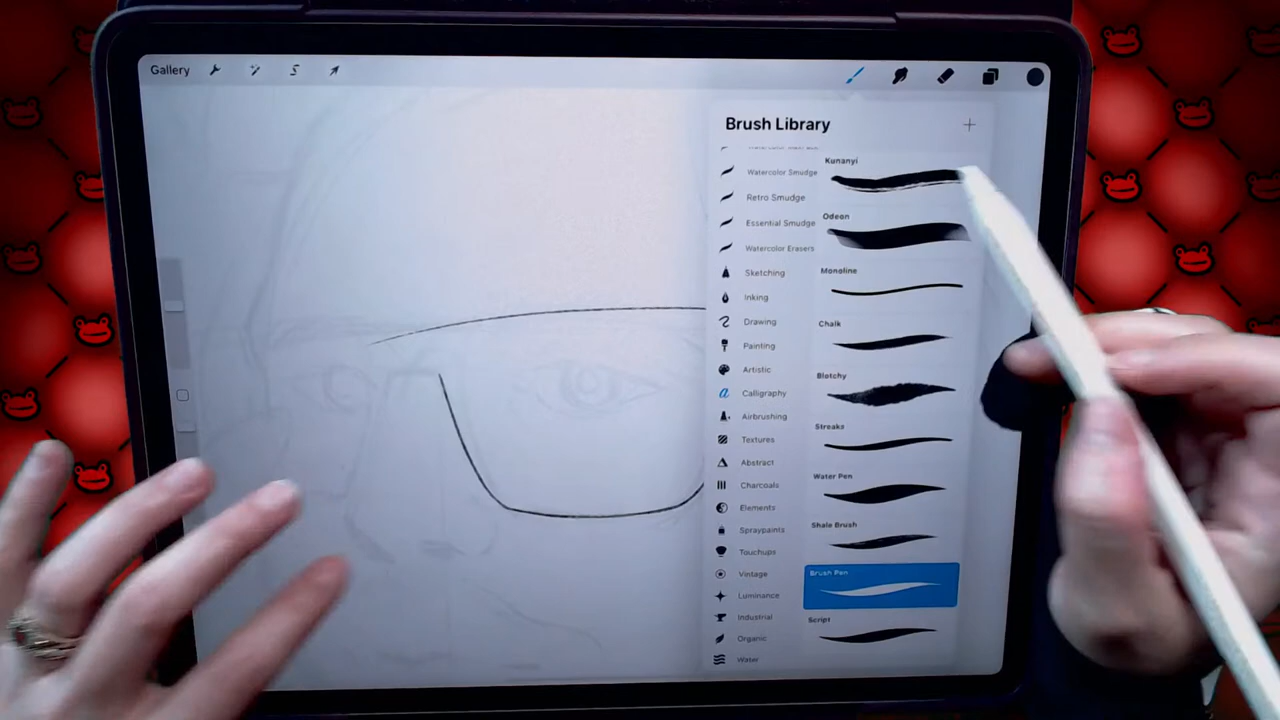 Gallery
Brush Library
Watercolor Smudge
Retro Smudge
Essential Smudge
Watercolor Erasers
Sketching
Inking
Drawing
Painting
Artistic
Calligraphy
Airbrushing
Textures
Abstract
Charcoals
Elements
Spraypaints
Touchups
Vintage
Luminance
Industrial
Organic
Water
Kunanyi
Odeon
Monoline
Chalk
Blotchy
Streaks
Water Pen
Shale Brush
Brush Pen
Script